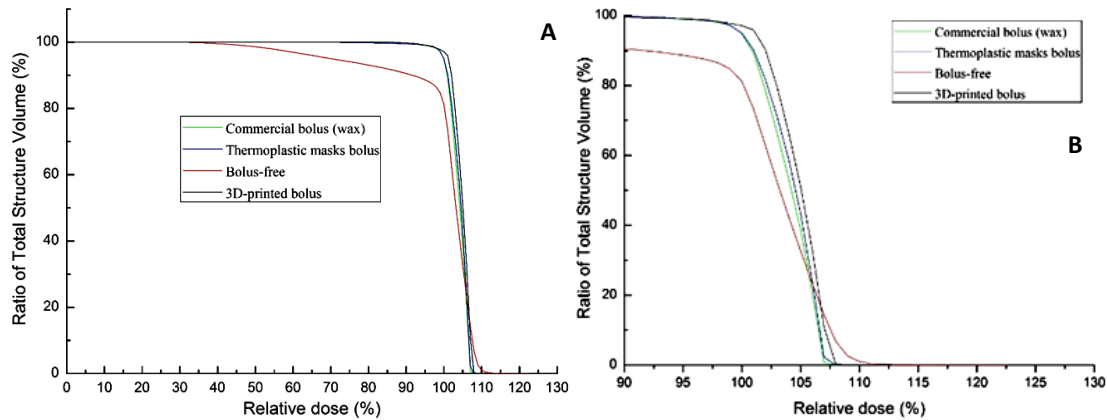 A
Ratio of Total Structure Volume (%)
100
80
60
40
20
0
Commercial bolus (wax)
Thermoplastic masks bolus
Bolus-free
3D-printed bolus
0 10 20 30 40 50 60 70 80 90 100 110 120 130
Relative dose (%)
B
Ratio of Total Structure Volume (%)
100
80
60
40
20
0
Commercial bolus (wax)
Thermoplastic masks bolus
Bolus-free
3D-printed bolus
90 95 100 105 110 115 120 125 130
Relative dose (%)